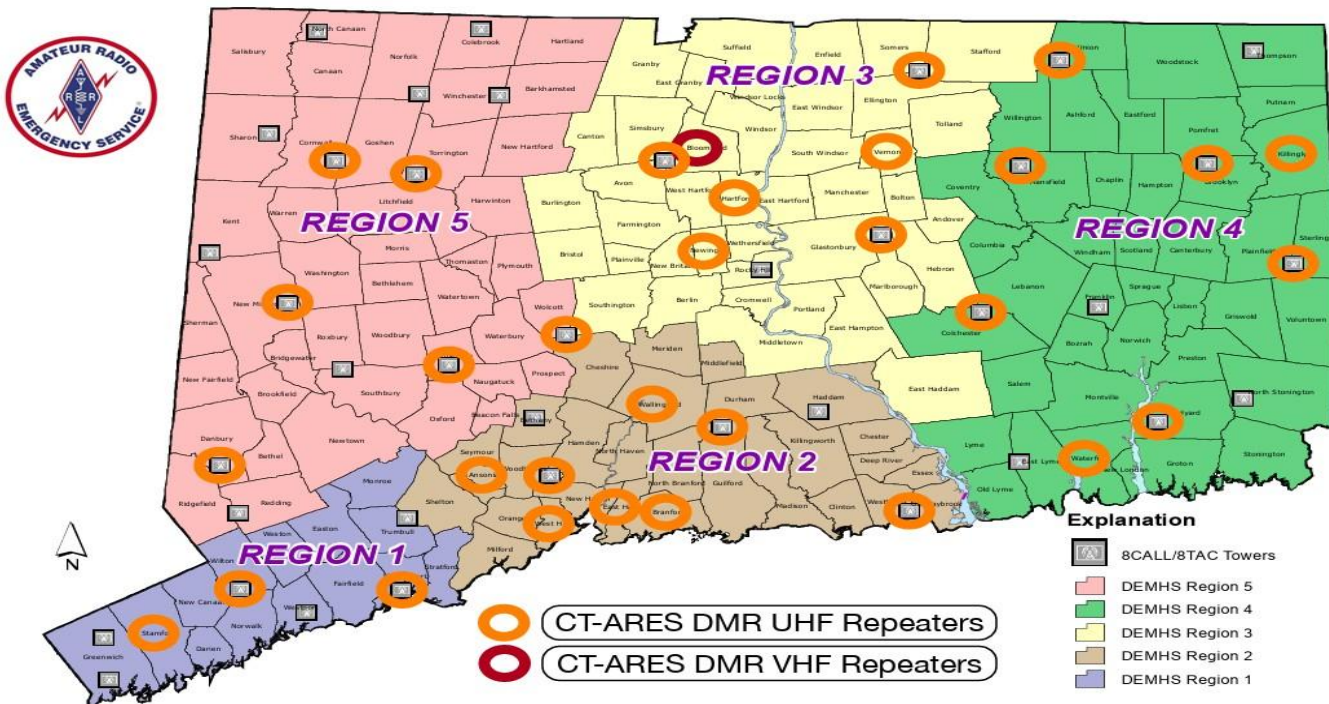 AMATEUR RADIO
ARRL
EMERGENCY SERVICE
North Canaan
Colebrook
Hartland
Salisbury
Canaan
Norfolk
Winchester
Barkhamsted
Sharon
Goshen
Torrington
New Hartford
Litchfield
Harwinton
Kent
Warren
REGION 5
Morris
Washington
Thomaston
Plymouth
Bethlehem
Watertown
Wolcott
Sherman
Roxbury
Woodbury
Waterbury
Bridgewater
Prospect
New Fairfield
Southbury
Naugatuck
Brookfield
Oxford
Beacon Falls
Danbury
Bethel
Newtown
Ridgefield
Redding
Suffield
Enfield
Somers
Stafford
Granby
REGION 3
East Granby
Windsor Locks
East Windsor
Ellington
Simsbury
Windsor
Tolland
Canton
South Windsor
Vernon
Avon
West Hartford
Manchester
Burlington
Hartford
East Hartford
Bolton
Farmington
Wethersfield
Glastonbury
Andover
Bristol
Plainville
New Britain
Rocky Hill
Hebron
Southington
Berlin
Cromwell
Marlborough
Portland
East Hampton
Middletown
East Haddam
Union
Woodstock
Thompson
Putnam
Willington
Ashford
Eastford
Pomfret
Killingly
Coventry
Mansfield
Chaplin
Hampton
Brooklyn
REGION 4
Columbia
Windham
Scotland
Canterbury
Plainfield
Sterling
Lebanon
Sprague
Franklin
Lisbon
Griswold
Voluntown
Colchester
Bozrah
Norwich
Preston
Salem
Montville
North Stonington
Lyme
East Lyme
Waterfo
Groton
Stonington
Old Lyme
Meriden
Cheshire
Middlefield
Wallingf
Durham
Haddam
Bethany
Hamden
Killingworth
Chester
Seymour
North Haven
REGION 2
Deep River
Ansonia
Essex
Shelton
North Branford
Guilford
Madison
Clinton
Orange
West H
East H
Branfor
Milford
Monroe
Easton
Trumbull
Weston
REGION 1
Wilton
Fairfield
Stratford
New Canaan
Norwalk
Stamfo
Darien
Greenwich
N
CT-ARES DMR UHF Repeaters
CT-ARES DMR VHF Repeaters
Explanation
8CALL/8TAC Towers
DEMHS Region 5
DEMHS Region 4
DEMHS Region 3
DEMHS Region 2
DEMHS Region 1